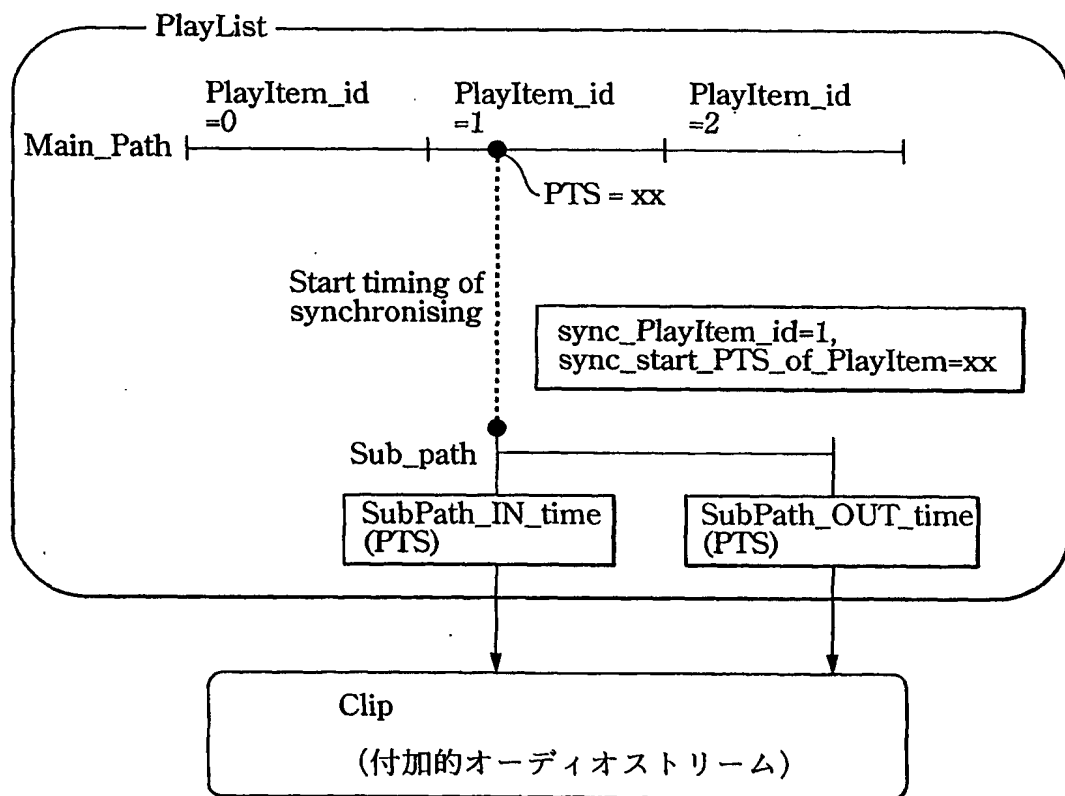 PlayList
PlayItem_id
=0
PlayItem_id
=1
PlayItem_id
=2
Main_Path
PTS = xx
Start timing of
synchronising
sync_PlayItem_id=1,
sync_start_PTS_of_PlayItem=xx
Sub_path
SubPath_IN_time
(PTS)
SubPath_OUT_time
(PTS)
Clip
(付加的オーディオストリーム)